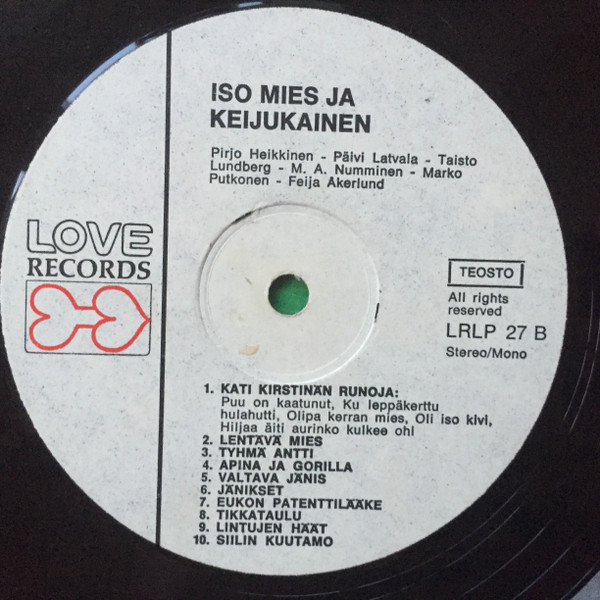 ISO MIES JA
KEIJUKAINEN
Pirjo Heikkinen - Päivi Latvala - Taisto
Lundberg - M. A. Numminen - Marko
Putkonen - Feija Akerlund
LOVE
RECORDS
TEOSTO
All rights
reserved
LRLP 27 B
Stereo/Mono
1. KATI KIRSTINÄN RUNOJA:
Puu on kaatunut, Ku leppäkerttu
hulahutti, Olipa kerran mies, Oli iso kivi,
Hiljaa äiti aurinko kulkee oh!
2. LENTÄVÄ MIES
3. TYHMÄ ANTTI
4. APINA JA GORILLA
5. VALTAVA JÄNIS
6. JÄNIKSET
7. EUKON PATENTTILÄÄKE
8. TIKKATAULU
9. LINTUJEN HÄÄT
10. SIILIN KUUTAMO